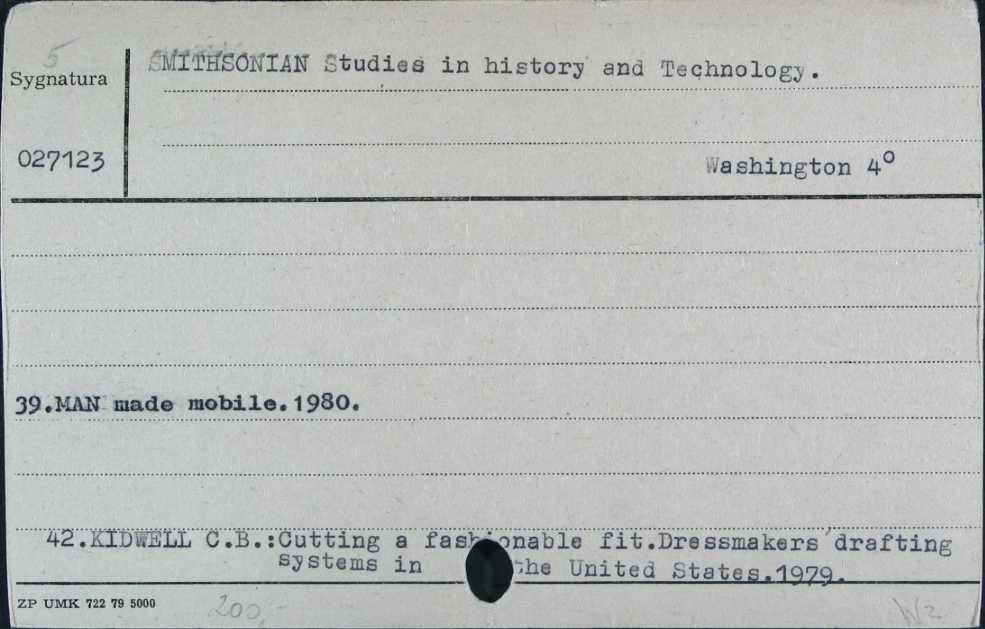 5
SMITHSONIAN Studies in history and Technology.
Sygnatura
027123
Washington 4º
39.MAN made mobile.1980.
42.KIDWELL C.B.:Cutting a fashionable fit.Dressmakers'drafting
systems in the United States.1979.
ZP UMK 722 79 5000
200,-